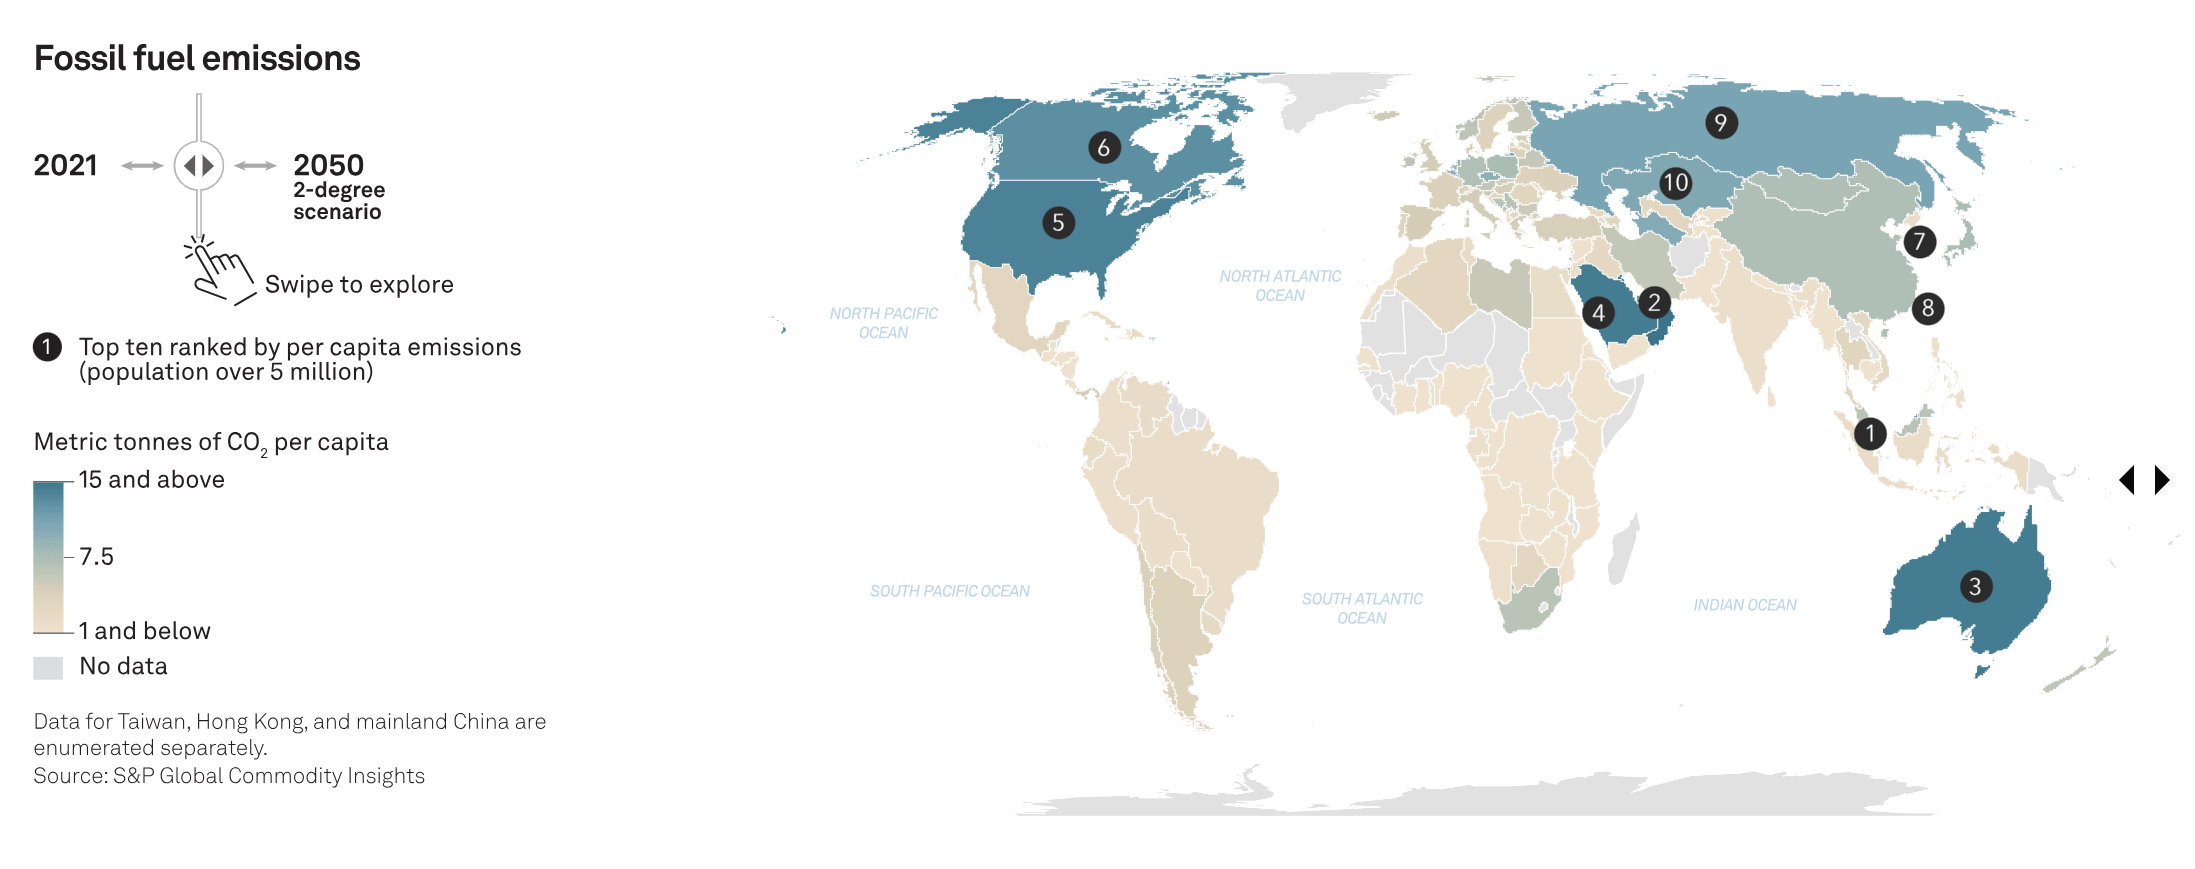 Fossil fuel emissions
2021
2050
2-degree
scenario
Swipe to explore
1 Top ten ranked by per capita emissions
(population over 5 million)
Metric tonnes of CO2 per capita
15 and above
7.5
1 and below
No data
Data for Taiwan, Hong Kong, and mainland China are
enumerated separately.
Source: S&P Global Commodity Insights
9
6
10
5
7
NORTH ATLANTIC
OCEAN
2
4
8
NORTH PACIFIC
OCEAN
1
3
SOUTH PACIFIC OCEAN
SOUTH ATLANTIC
OCEAN
INDIAN OCEAN